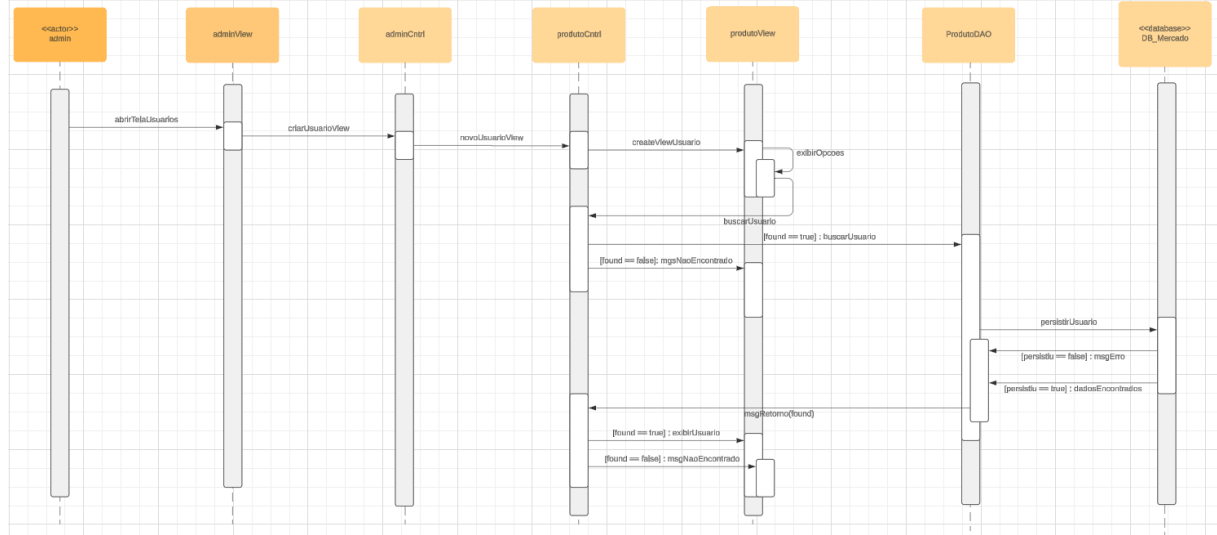 <<actor>>
admin
adminView
adminCntrl
produtoCntrl
produtoView
ProdutoDAO
<<database>>
DB_Mercado
abrirTelaUsuarios
criarUsuarioView
novoUsuarioView
createViewUsuario
exibirOpcoes
buscarUsuario
[found == true] : buscarUsuario
[found == false]: mgsNaoEncontrado
persistirUsuario
[persistiu == false] : msgErro
[persistiu == true] : dadosEncontrados
msgRetorno(found)
[found == true] : exibirUsuario
[found == false] : msgNaoEncontrado